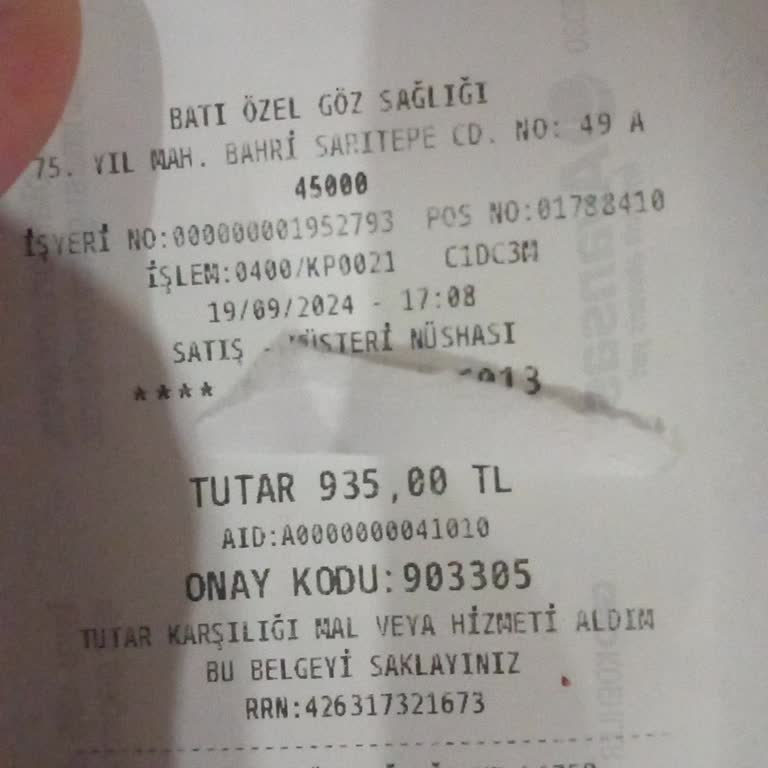 BATI ÖZEL GÖZ SAĞLIĞI
75. YIL MAH. BAHRİ SARITEPE CD. NO: 49 A
45000
İŞYERİ NO:000000001952793 POS NO:01788410
İŞLEM:0400/KP0021 C1DC3M
19/09/2024 - 17:08
SATIŞ - MÜŞTERİ NÜSHASI
****
TUTAR 935,00 TL
AID:A0000000041010
ONAY KODU:903305
TUTAR KARŞILIĞI MAL VEYA HİZMETİ ALDIM
BU BELGEYİ SAKLAYINIZ
RRN:426317321673